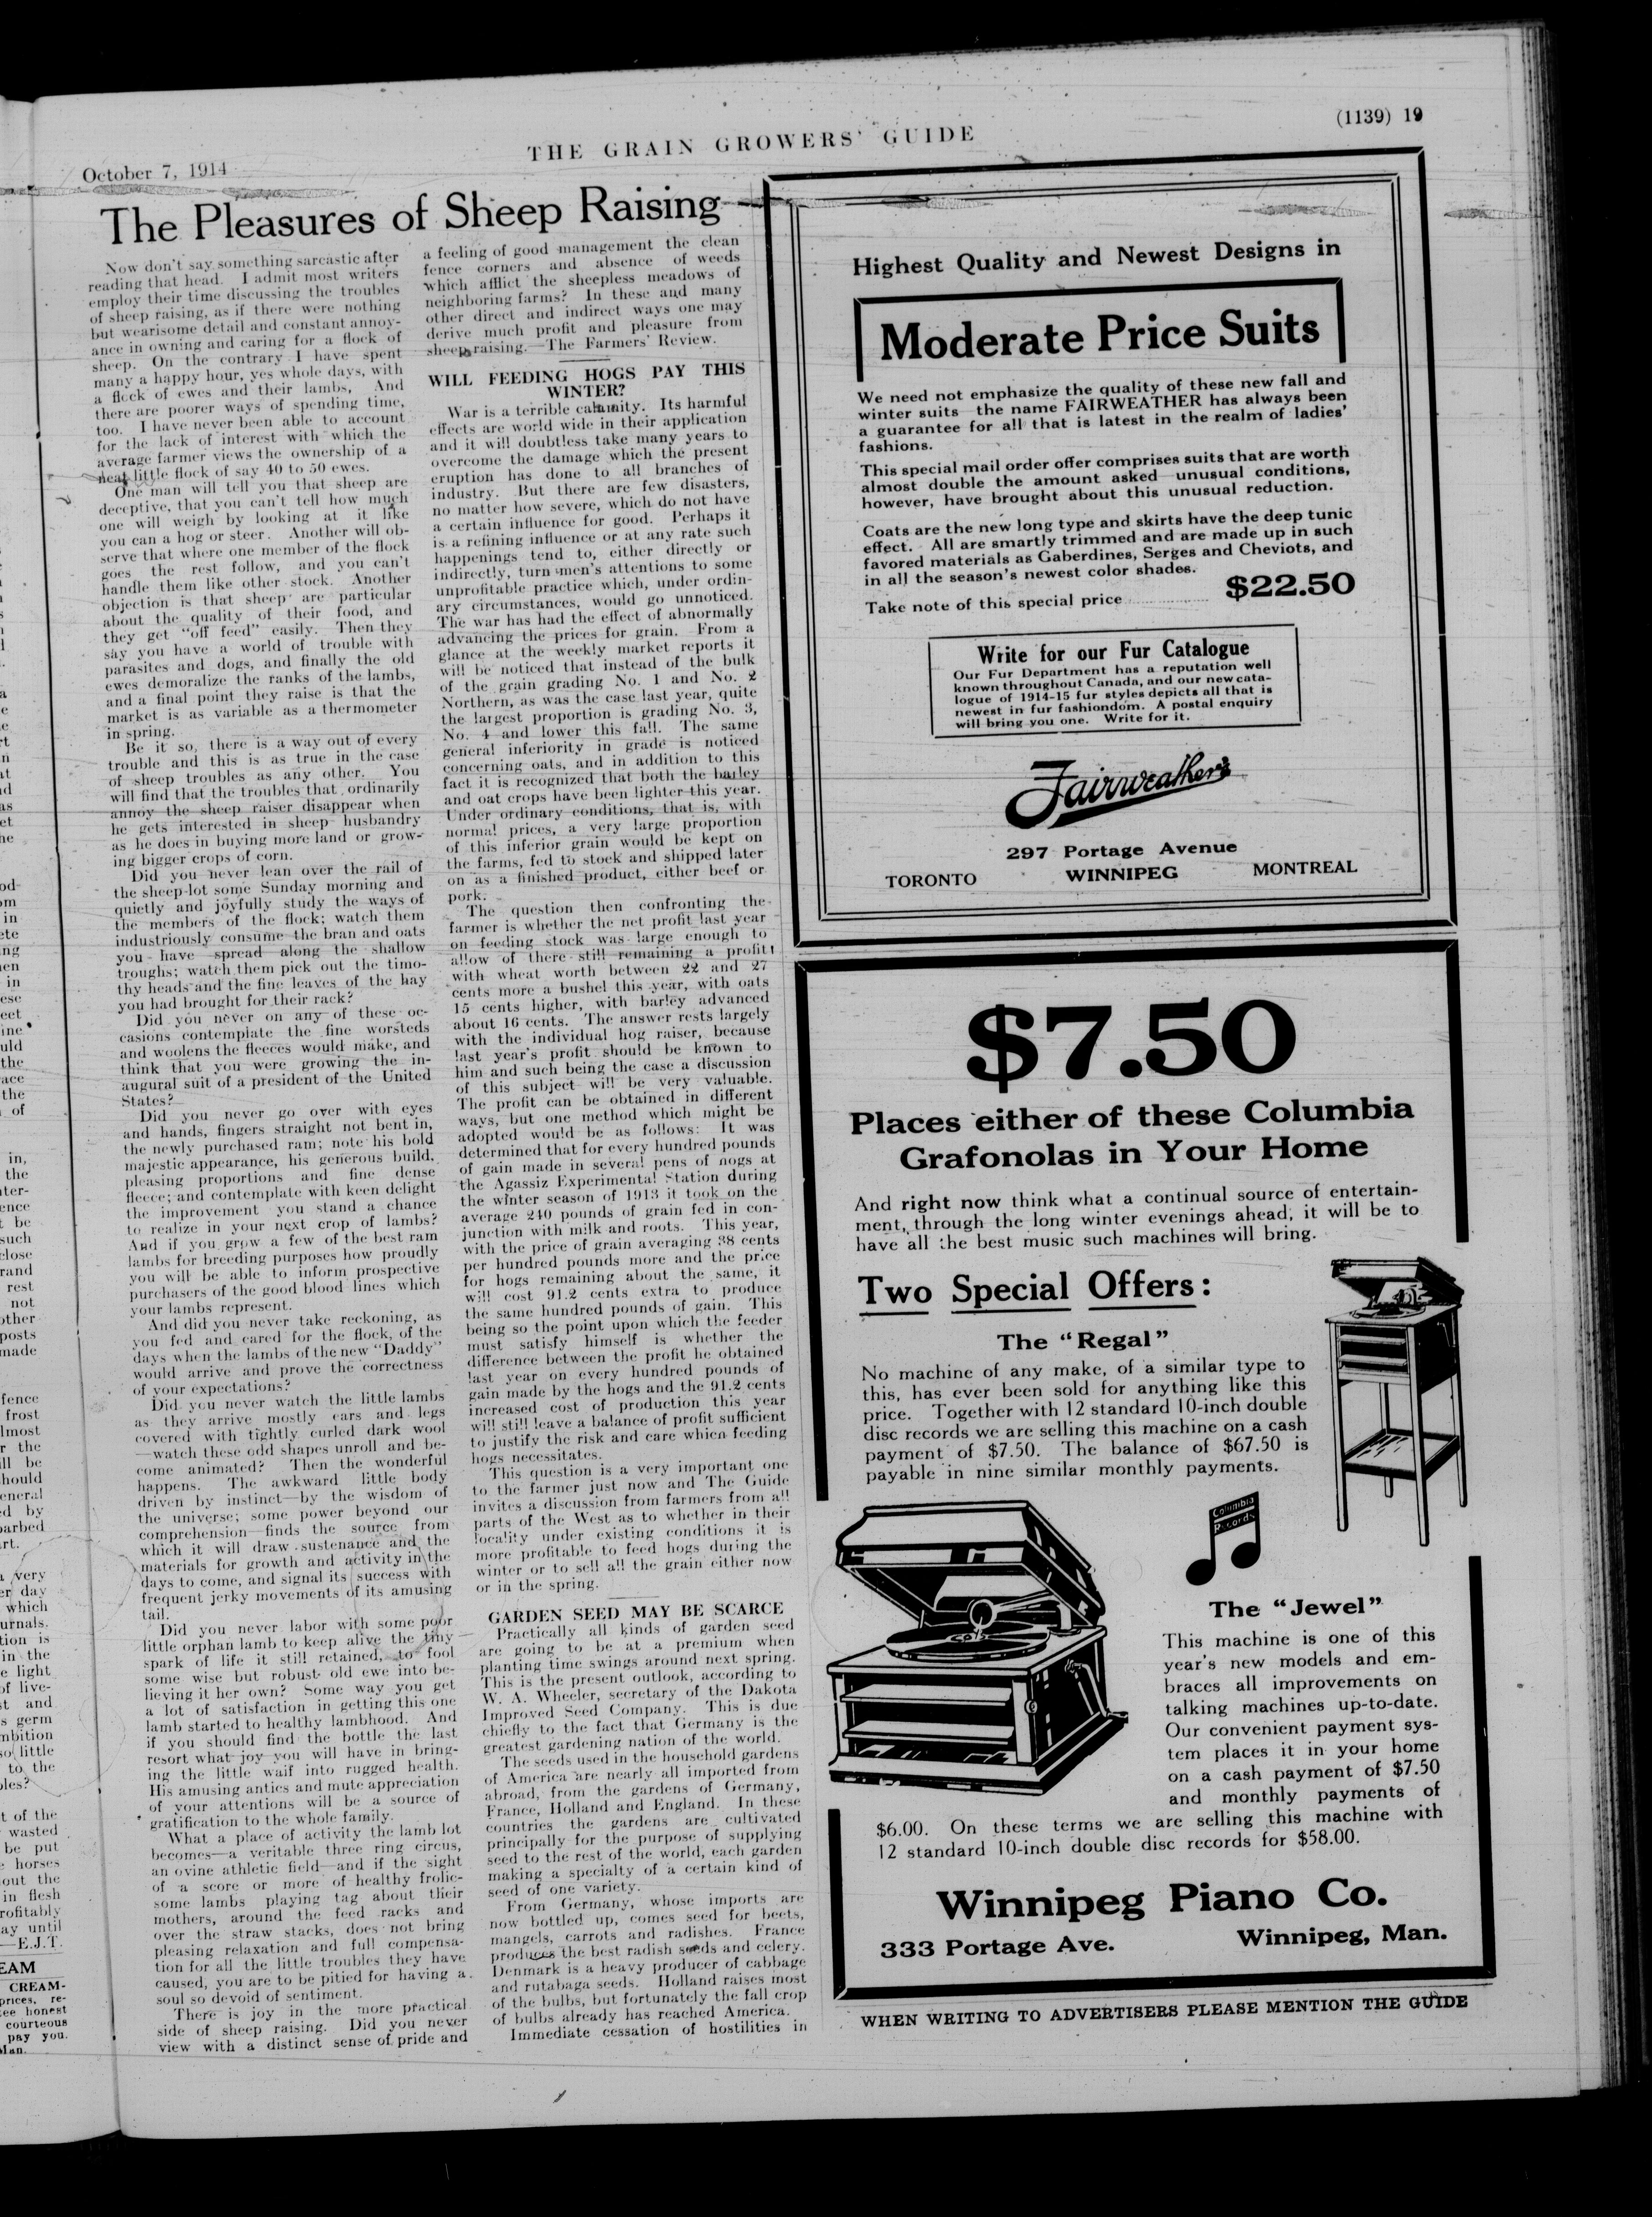 October 7, 1914
THE GRAIN GROWERS' GUIDE
(1139) 19
The Pleasures of Sheep Raising
Now don't say something sarcastic after
reading that head. I admit most writers
employ their time discussing the troubles
of sheep raising, as if there were nothing
but wearisome detail and constant annoy-
ance in owning and caring for a flock of
sheep. On the contrary I have spent
many a happy hour, yes whole days, with
a flock of ewes and their lambs. And
there are poorer ways of spending time,
too. I have never been able to account
for the lack of interest with which the
average farmer views the ownership of a
neat little flock of say 40 to 50 ewes.
One man will tell you that sheep are
deceptive, that you can't tell how much
one will weigh by looking at it like
you can a hog or steer. Another will ob-
serve that where one member of the flock
goes the rest follow, and you can't
handle them like other stock. Another
objection is that sheep are particular
about the quality of their food, and
they get "off feed" easily. Then they
say you have a world of trouble with
parasites and dogs, and finally the old
ewes demoralize the ranks of the lambs,
and a final point they raise is that the
market is as variable as a thermometer
in spring.
Be it so, there is a way out of every
trouble and this is as true in the case
of sheep troubles as any other. You
will find that the troubles that ordinarily
annoy the sheep raiser disappear when
he gets interested in sheep husbandry
as he does in buying more land or grow-
ing bigger crops of corn.
Did you never lean over the rail of
the sheep lot some Sunday morning and
quietly and joyfully study the ways of
the members of the flock; watch them
industriously consume the bran and oats
you have spread along the shallow
troughs; watch them pick out the timo-
thy heads and the fine leaves of the hay
you had brought for their rack?
Did you never on any of these oc-
casions contemplate the fine worsteds
and woolens the fleeces would make, and
think that you were growing the in-
augural suit of a president of the United
States?
Did you never go over with eyes
and hands, fingers straight not bent in,
the newly purchased ram; note his bold
majestic appearance, his generous build,
pleasing proportions and fine dense
fleece; and contemplate with keen delight
the improvement you stand a chance
to realize in your next crop of lambs?
And if you grow a few of the best ram
lambs for breeding purposes how proudly
you will be able to inform prospective
purchasers of the good blood lines which
your lambs represent.
And did you never take reckoning, as
you fed and cared for the flock, of the
days when the lambs of the new "Daddy"
would arrive and prove the correctness
of your expectations?
Did you never watch the little lambs
as they arrive mostly ears and legs
covered with tightly curled dark wool
—watch these odd shapes unroll and be-
come animated? Then the wonderful
happens. The awkward little body
driven by instinct—by the wisdom of
the universe; some power beyond our
comprehension—finds the source from
which it will draw sustenance and the
materials for growth and activity in the
days to come, and signal its success with
frequent jerky movements of its amusing
tail.
Did you never labor with some poor
little orphan lamb to keep alive the tiny
spark of life it still retained, to fool
some wise but robust old ewe into be-
lieving it her own? Some way you get
a lot of satisfaction in getting this one
lamb started to healthy lambhood. And
if you should find the bottle the last
resort what joy you will have in bring-
ing the little waif into rugged health.
His amusing antics and mute appreciation
of your attentions will be a source of
gratification to the whole family.
What a place of activity the lamb lot
becomes—a veritable three ring circus,
an ovine athletic field—and if the sight
of a score or more of healthy frolic-
some lambs playing tag about their
mothers, around the feed racks and
over the straw stacks, does not bring
pleasing relaxation and full compensa-
tion for all the little troubles they have
caused, you are to be pitied for having a
soul so devoid of sentiment.
There is joy in the more practical
side of sheep raising. Did you never
view with a distinct sense of pride and
a feeling of good management the clean
fence corners and absence of weeds
which afflict the sheepless meadows of
neighboring farms? In these and many
other direct and indirect ways one may
derive much profit and pleasure from
sheep raising.—The Farmers' Review.
WILL FEEDING HOGS PAY THIS
WINTER?
War is a terrible calamity. Its harmful
effects are world wide in their application
and it will doubtless take many years to
overcome the damage which the present
eruption has done to all branches of
industry. But there are few disasters,
no matter how severe, which do not have
a certain influence for good. Perhaps it
is a refining influence or at any rate such
happenings tend to, either directly or
indirectly, turn men's attentions to some
unprofitable practice which, under ordin-
ary circumstances, would go unnoticed.
The war has had the effect of abnormally
advancing the prices for grain. From a
glance at the weekly market reports it
will be noticed that instead of the bulk
of the grain grading No. 1 and No. 2
Northern, as was the case last year, quite
the largest proportion is grading No. 3,
No. 4 and lower this fall. The same
general inferiority in grade is noticed
concerning oats, and in addition to this
fact it is recognized that both the barley
and oat crops have been lighter this year.
Under ordinary conditions, that is, with
normal prices, a very large proportion
of this inferior grain would be kept on
the farms, fed to stock and shipped later
on as a finished product, either beef or
pork.
The question then confronting the
farmer is whether the net profit last year
on feeding stock was large enough to
allow of there still remaining a profit
with wheat worth between 22 and 27
cents more a bushel this year, with oats
15 cents higher, with barley advanced
about 16 cents. The answer rests largely
with the individual hog raiser, because
last year's profit should be known to
him and such being the case a discussion
of this subject will be very valuable.
The profit can be obtained in different
ways, but one method which might be
adopted would be as follows: It was
determined that for every hundred pounds
of gain made in several pens of hogs at
the Agassiz Experimental Station during
the winter season of 1913 it took on the
average 240 pounds of grain fed in con-
junction with milk and roots. This year,
with the price of grain averaging 38 cents
per hundred pounds more and the price
for hogs remaining about the same, it
will cost 91.2 cents extra to produce
the same hundred pounds of gain. This
being so the point upon which the feeder
must satisfy himself is whether the
difference between the profit he obtained
last year on every hundred pounds of
gain made by the hogs and the 91.2 cents
increased cost of production this year
will still leave a balance of profit sufficient
to justify the risk and care which feeding
hogs necessitates.
This question is a very important one
to the farmer just now and The Guide
invites a discussion from farmers from all
parts of the West as to whether in their
locality under existing conditions it is
more profitable to feed hogs during the
winter or to sell all the grain either now
or in the spring.
GARDEN SEED MAY BE SCARCE
Practically all kinds of garden seed
are going to be at a premium when
planting time swings around next spring.
This is the present outlook, according to
W. A. Wheeler, secretary of the Dakota
Improved Seed Company. This is due
chiefly to the fact that Germany is the
greatest gardening nation of the world.
The seeds used in the household gardens
of America are nearly all imported from
abroad, from the gardens of Germany,
France, Holland and England. In these
countries the gardens are cultivated
principally for the purpose of supplying
seed to the rest of the world, each garden
making a specialty of a certain kind of
seed of one variety.
From Germany, whose imports are
now bottled up, comes seed for beets,
mangels, carrots and radishes. France
produces the best radish seeds and celery.
Denmark is a heavy producer of cabbage
and rutabaga seeds. Holland raises most
of the bulbs, but fortunately the fall crop
of bulbs already has reached America.
Immediate cessation of hostilities in
Highest Quality and Newest Designs in
Moderate Price Suits
We need not emphasize the quality of these new fall and
winter suits—the name FAIRWEATHER has always been
a guarantee for all that is latest in the realm of ladies'
fashions.
This special mail order offer comprises suits that are worth
almost double the amount asked—unusual conditions,
however, have brought about this unusual reduction.
Coats are the new long type and skirts have the deep tunic
effect. All are smartly trimmed and are made up in such
favored materials as Gaberdines, Serges and Cheviots, and
in all the season's newest color shades.
Take note of this special price ............ $22.50
Write for our Fur Catalogue
Our Fur Department has a reputation well
known throughout Canada, and our new cata-
logue of 1914-15 fur styles depicts all that is
newest in fur fashiondom. A postal enquiry
will bring you one. Write for it.
Fairweather's
297 Portage Avenue
TORONTO WINNIPEG MONTREAL
$7.50
Places either of these Columbia
Grafonolas in Your Home
And right now think what a continual source of entertain-
ment, through the long winter evenings ahead, it will be to
have all the best music such machines will bring.
Two Special Offers:
The "Regal"
No machine of any make, of a similar type to
this, has ever been sold for anything like this
price. Together with 12 standard 10-inch double
disc records we are selling this machine on a cash
payment of $7.50. The balance of $67.50 is
payable in nine similar monthly payments.
Columbia
Records
The "Jewel"
This machine is one of this
year's new models and em-
braces all improvements on
talking machines up-to-date.
Our convenient payment sys-
tem places it in your home
on a cash payment of $7.50
and monthly payments of
$6.00. On these terms we are selling this machine with
12 standard 10-inch double disc records for $58.00.
Winnipeg Piano Co.
333 Portage Ave. Winnipeg, Man.
WHEN WRITING TO ADVERTISERS PLEASE MENTION THE GUIDE